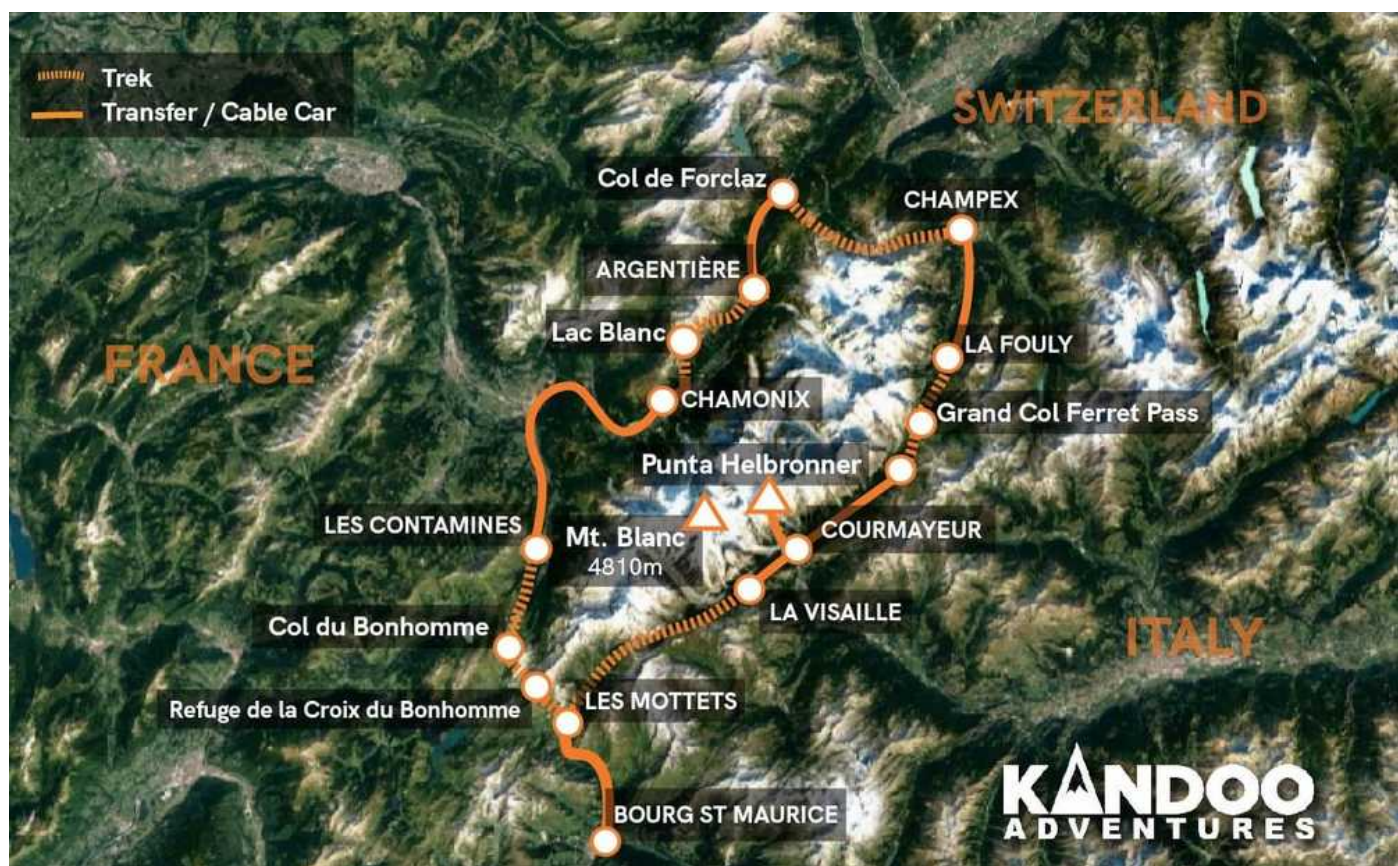 Trek
Transfer / Cable Car
SWITZERLAND
Col de Forclaz
CHAMPEX
ARGENTIÈRE
Lac Blanc
LA FOULY
FRANCE
CHAMONIX
Grand Col Ferret Pass
Punta Helbronner
LES CONTAMINES
Mt. Blanc
4810m
COURMAYEUR
LA VISAILLE
Col du Bonhomme
ITALY
Refuge de la Croix du Bonhomme
LES MOTTETS
BOURG ST MAURICE
KANDOO
ADVENTURES